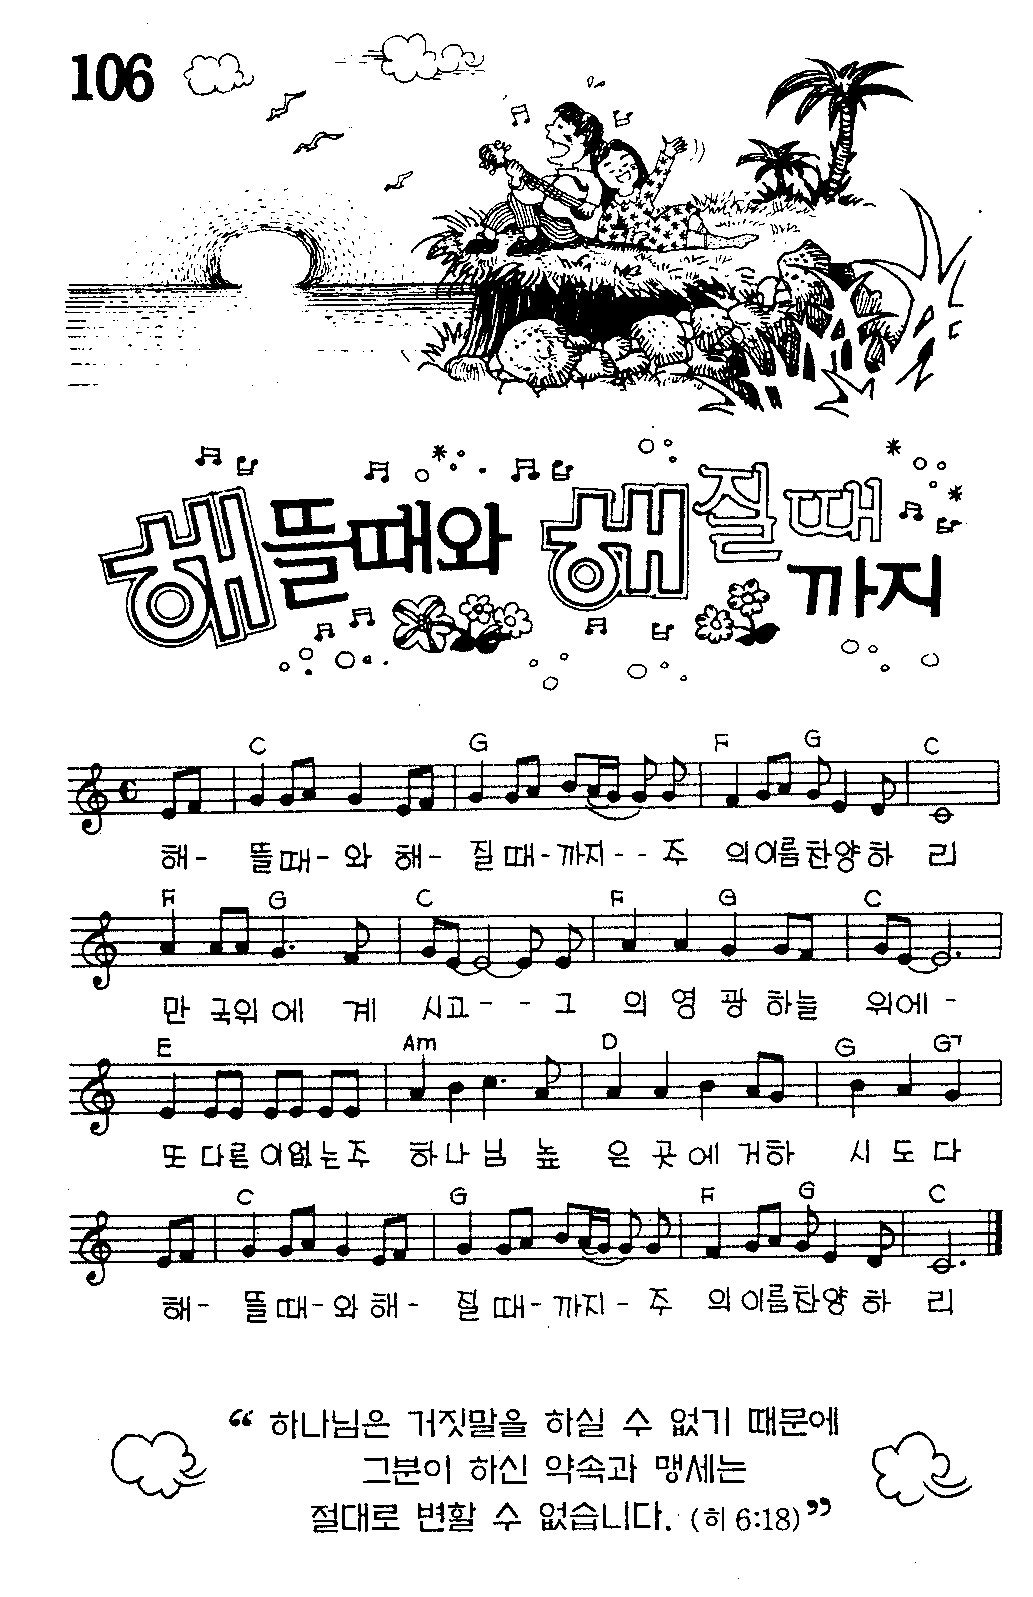 106
해뜰때와 해질때
까지
C G F G C
해- 뜰때-와 해- 질때-까지-- 주 의이름찬양하 리
F G C F G C
만 국위에 계 시고-- 그 의 영 광 하늘 위에-
E Am D G G7
또 다른이없는주 하나님 높 은 곳에 거하 시 도 다
C G F G C
해- 뜰때-와해- 질 때-까지- 주 의이름찬양 하 리
“ 하나님은 거짓말을 하실 수 없기 때문에
그분이 하신 약속과 맹세는
절대로 변할 수 없습니다. (히 6:18) ”